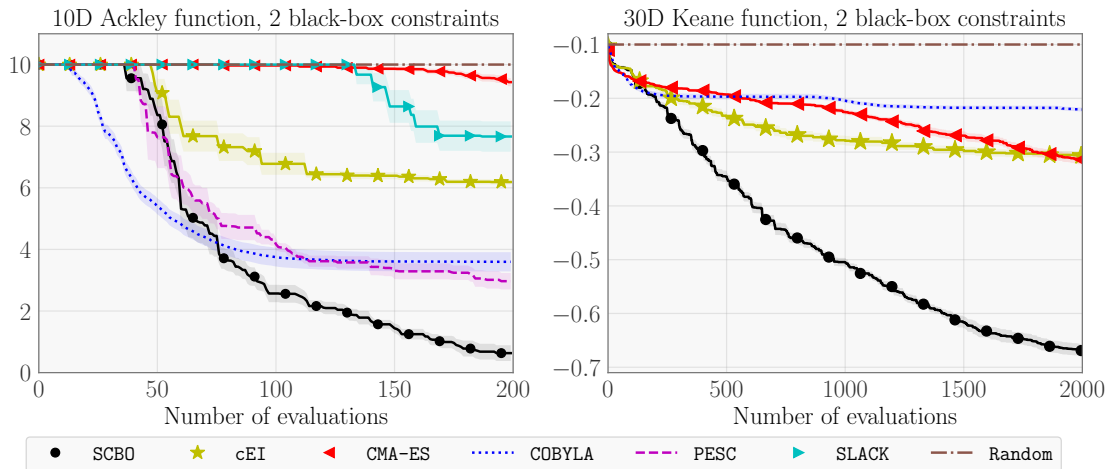 10D Ackley function, 2 black-box constraints
10
8
6
4
2
0
0 50 100 150 200
Number of evaluations
30D Keane function, 2 black-box constraints
−0.1
−0.2
−0.3
−0.4
−0.5
−0.6
−0.7
0 500 1000 1500 2000
Number of evaluations
SCBO cEI CMA-ES COBYLA PESC SLACK Random